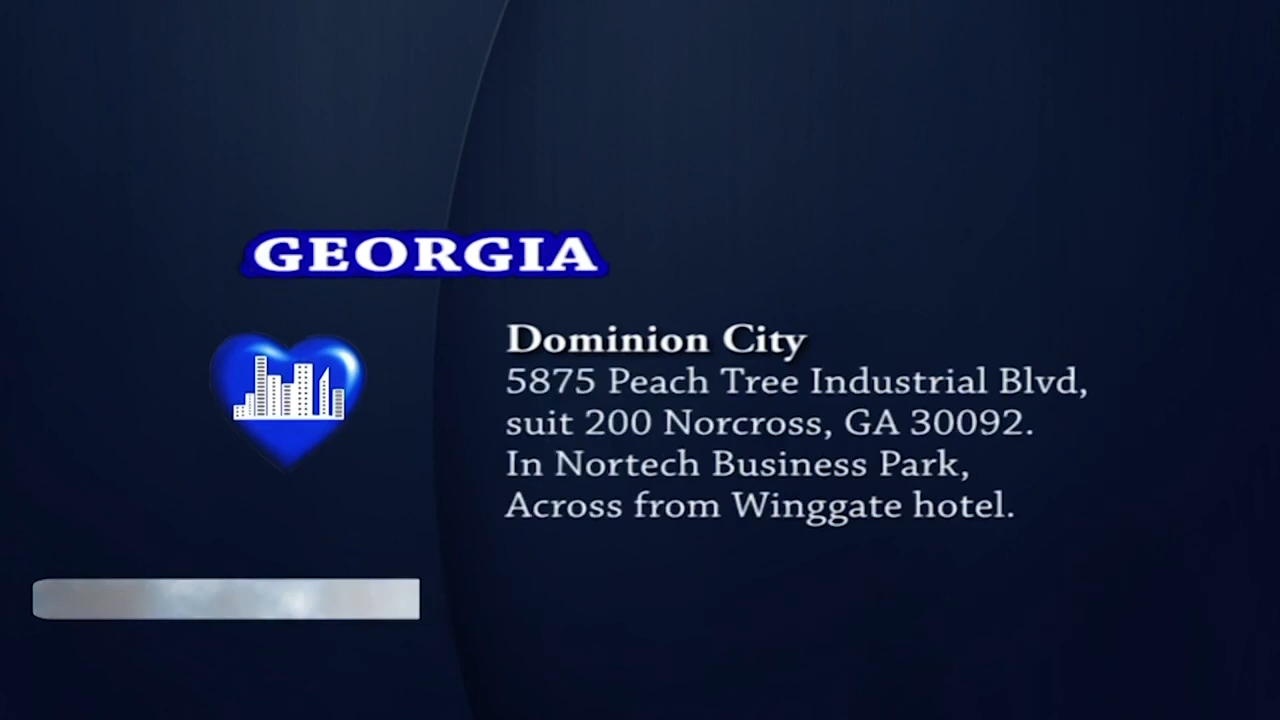 GEORGIA
Dominion City
5875 Peach Tree Industrial Blvd,
suit 200 Norcross, GA 30092.
In Nortech Business Park,
Across from Winggate hotel.